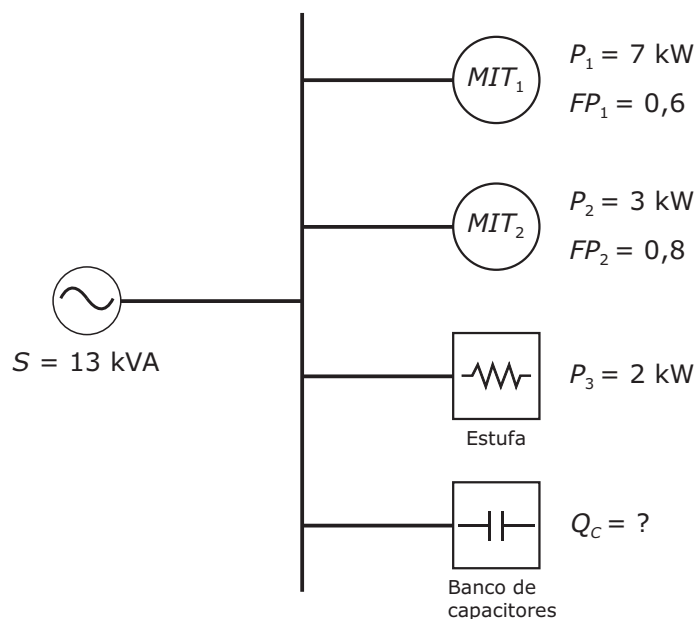 MIT₁
P₁ = 7 kW
FP₁ = 0,6
MIT₂
P₂ = 3 kW
FP₂ = 0,8
S = 13 kVA
P₃ = 2 kW
Estufa
Q_C = ?
Banco de
capacitores